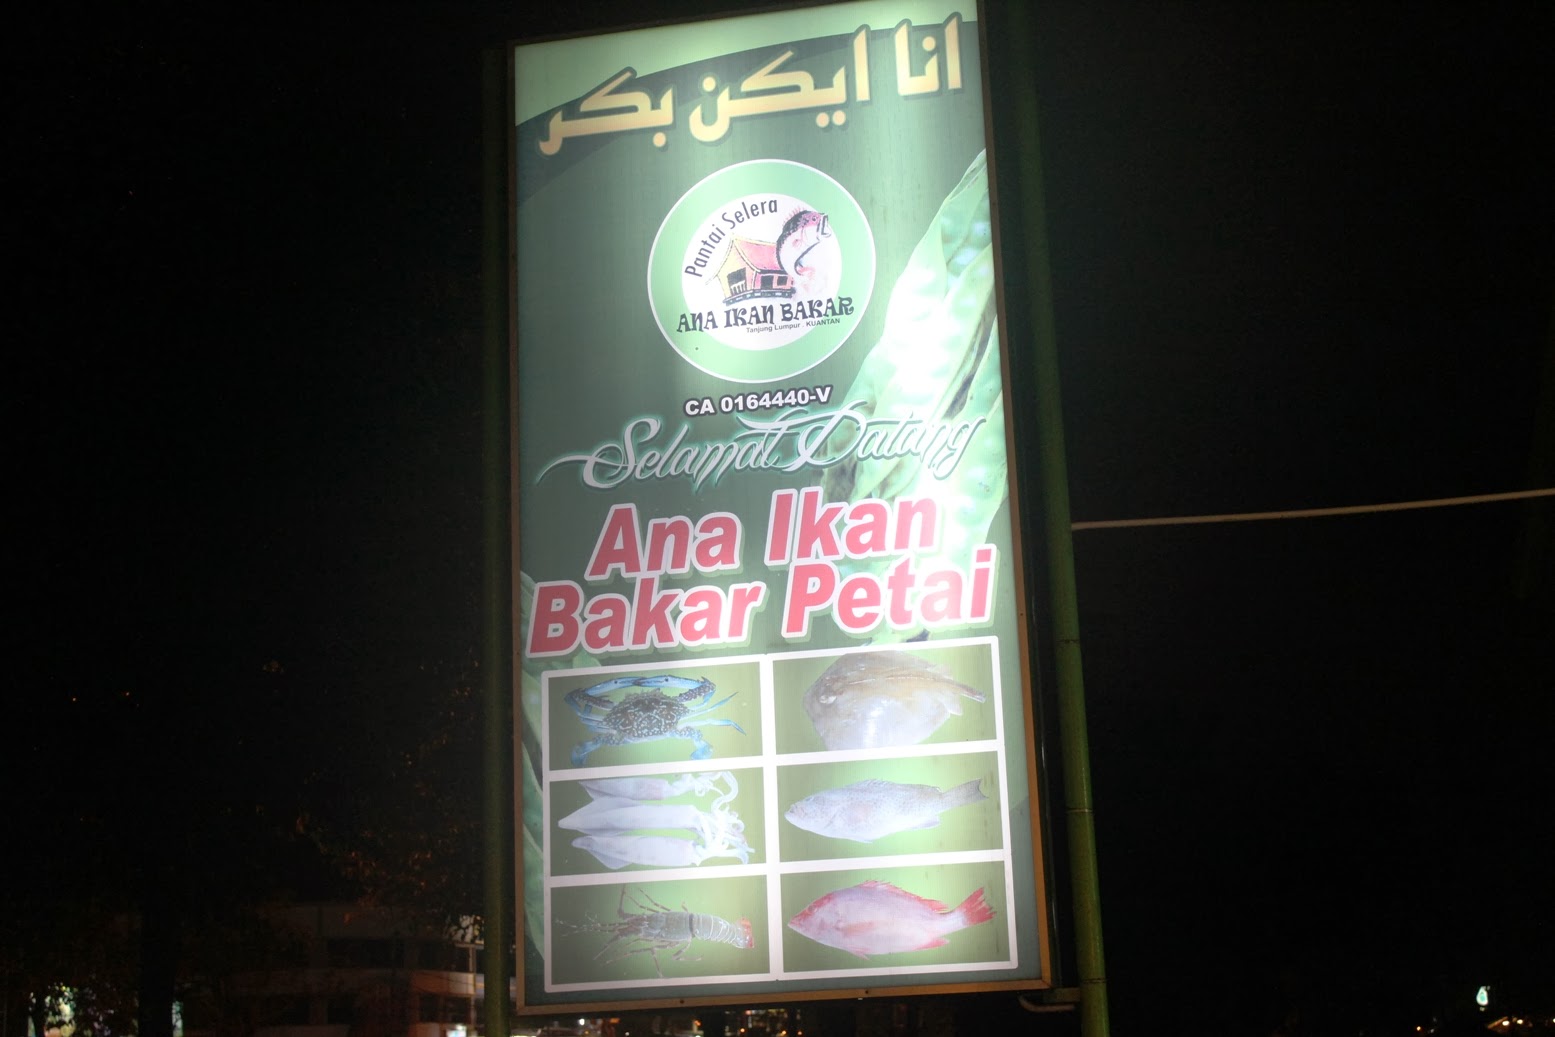 انا ايكن بكر
Pantai Selera
ANA IKAN BAKAR
Tanjung Lumpur . KUANTAN
CA 0164440-V
Selamat Datang
Ana Ikan
Bakar Petai